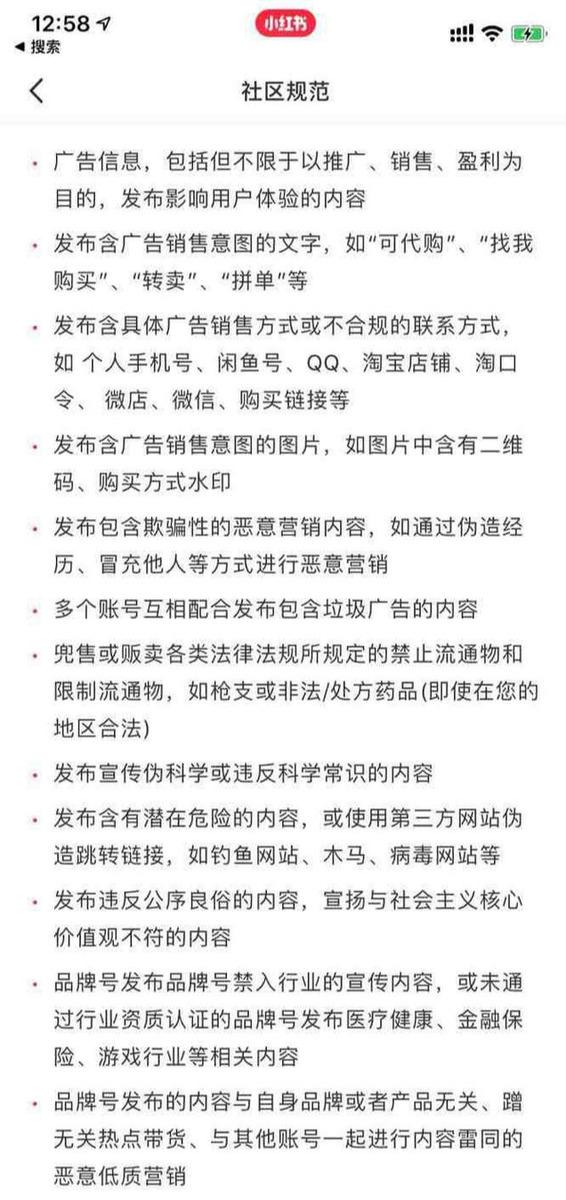 12:58
小红书
搜索
社区规范
广告信息，包括但不限于以推广、销售、盈利为
目的，发布影响用户体验的内容
发布含广告销售意图的文字，如“可代购”、“找我
购买”、“转卖”、“拼单”等
发布含具体广告销售方式或不合规的联系方式，
如 个人手机号、闲鱼号、QQ、淘宝店铺、淘口
令、 微店、微信、购买链接等
发布含广告销售意图的图片，如图片中含有二维
码、购买方式水印
发布包含欺骗性的恶意营销内容，如通过伪造经
历、冒充他人等方式进行恶意营销
多个账号互相配合发布包含垃圾广告的内容
兜售或贩卖各类法律法规所规定的禁止流通物和
限制流通物，如枪支或非法/处方药品(即使在您的
地区合法)
发布宣传伪科学或违反科学常识的内容
发布含有潜在危险的内容，或使用第三方网站伪
造跳转链接，如钓鱼网站、木马、病毒网站等
发布违反公序良俗的内容，宣扬与社会主义核心
价值观不符的内容
品牌号发布品牌号禁入行业的宣传内容，或未通
过行业资质认证的品牌号发布医疗健康、金融保
险、游戏行业等相关内容
品牌号发布的内容与自身品牌或者产品无关、蹭
无关热点带货、与其他账号一起进行内容雷同的
恶意低质营销